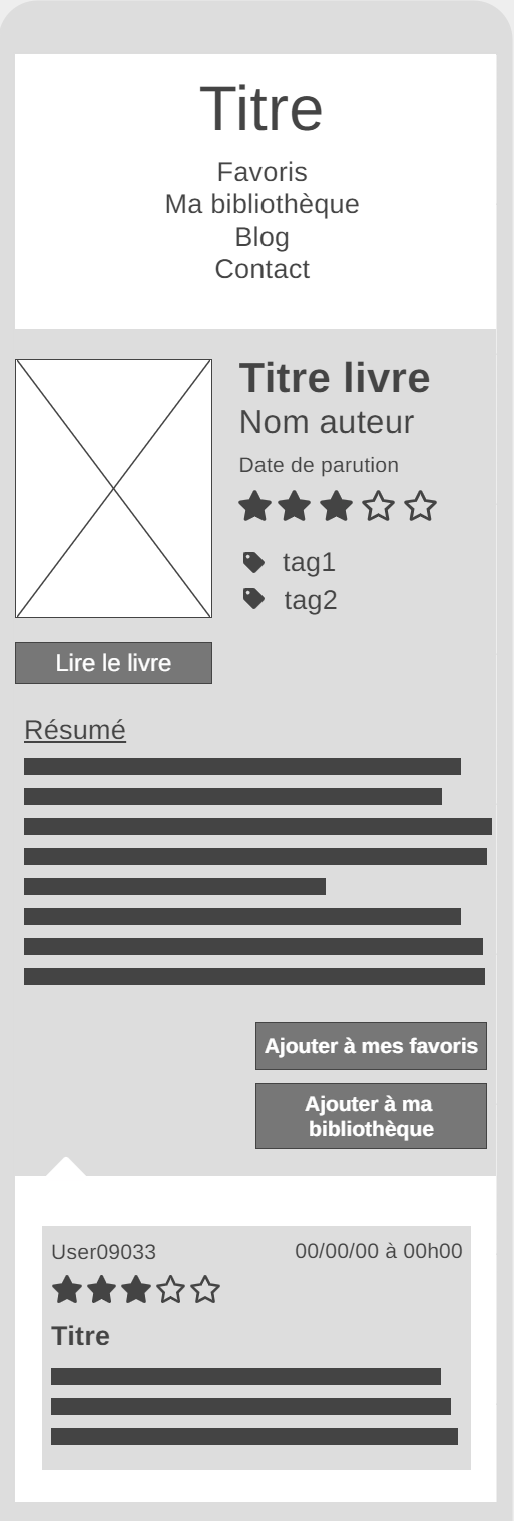 Titre
Favoris
Ma bibliothèque
Blog
Contact
Titre livre
Nom auteur
Date de parution
tag1
tag2
Lire le livre
Résumé
Ajouter à mes favoris
Ajouter à ma
bibliothèque
User09033 00/00/00 à 00h00
Titre